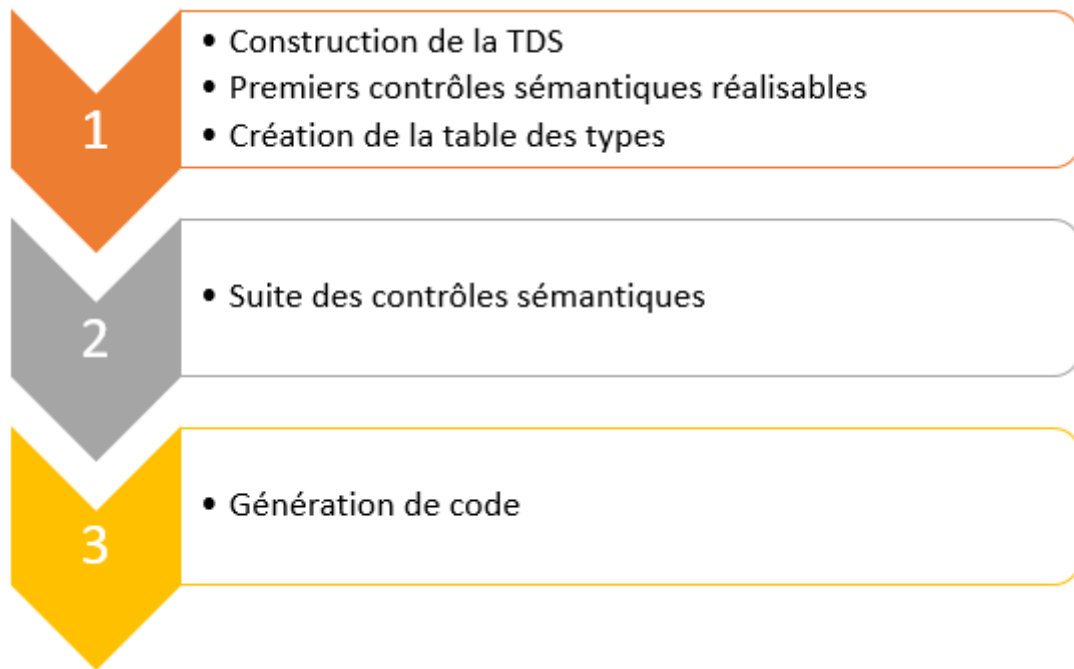 1
• Construction de la TDS
• Premiers contrôles sémantiques réalisables
• Création de la table des types
2
• Suite des contrôles sémantiques
3
• Génération de code